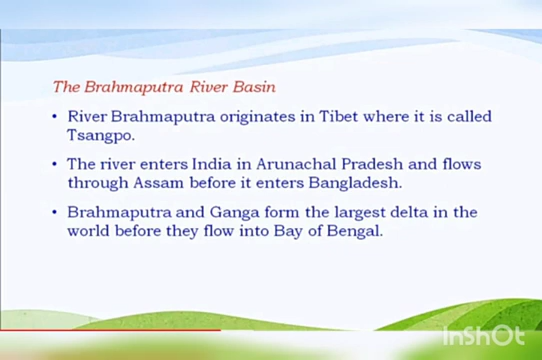 The Brahmaputra River Basin
• River Brahmaputra originates in Tibet where it is called
Tsangpo.
• The river enters India in Arunachal Pradesh and flows
through Assam before it enters Bangladesh.
• Brahmaputra and Ganga form the largest delta in the
world before they flow into Bay of Bengal.
InShOt